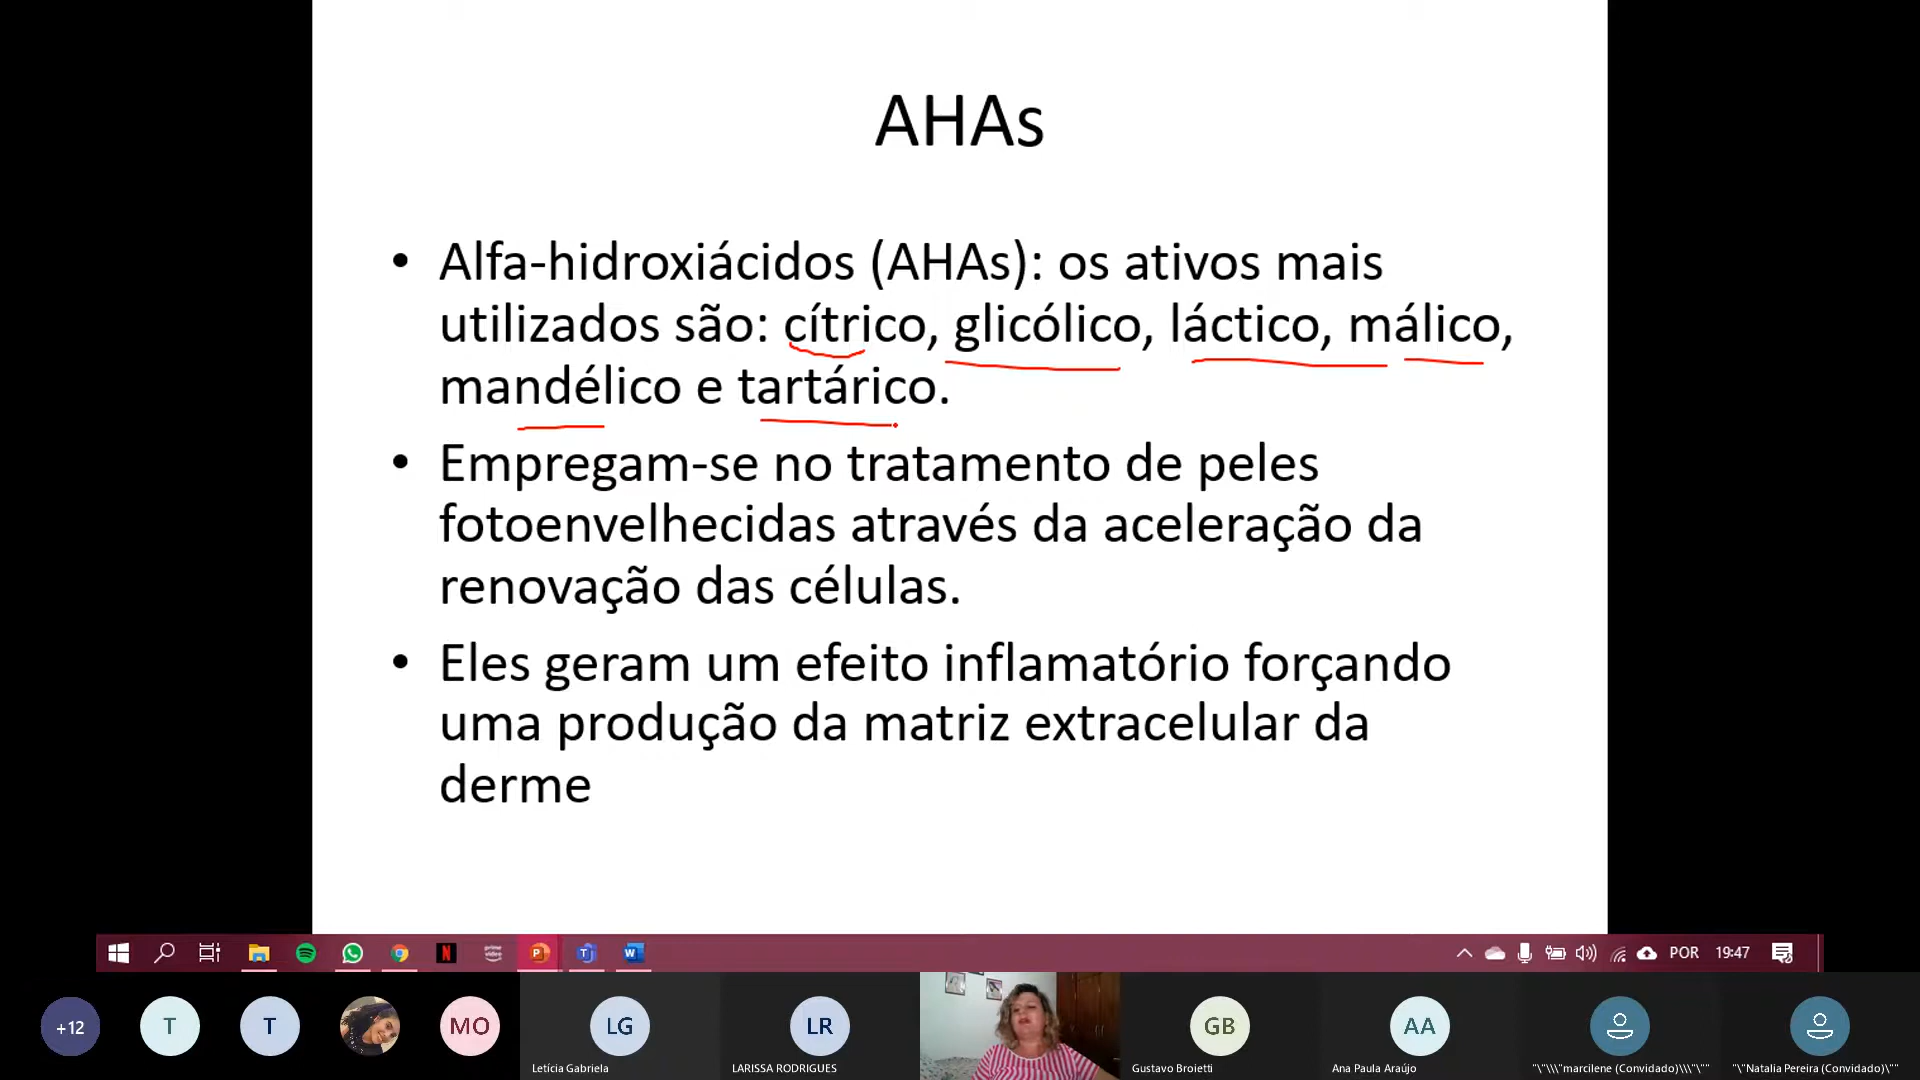 AHAs
• Alfa-hidroxiácidos (AHAs): os ativos mais
utilizados são: cítrico, glicólico, láctico, málico,
mandélico e tartárico.
• Empregam-se no tratamento de peles
fotoenvelhecidas através da aceleração da
renovação das células.
• Eles geram um efeito inflamatório forçando
uma produção da matriz extracelular da
derme
POR 19:47
+12 T T MO LG LR GB AA
Letícia Gabriela LARISSA RODRIGUES Gustavo Broietti Ana Paula Araújo "\"\\\"marcilene (Convidado)\\\"\"" "\"Natalia Pereira (Convidado)\""